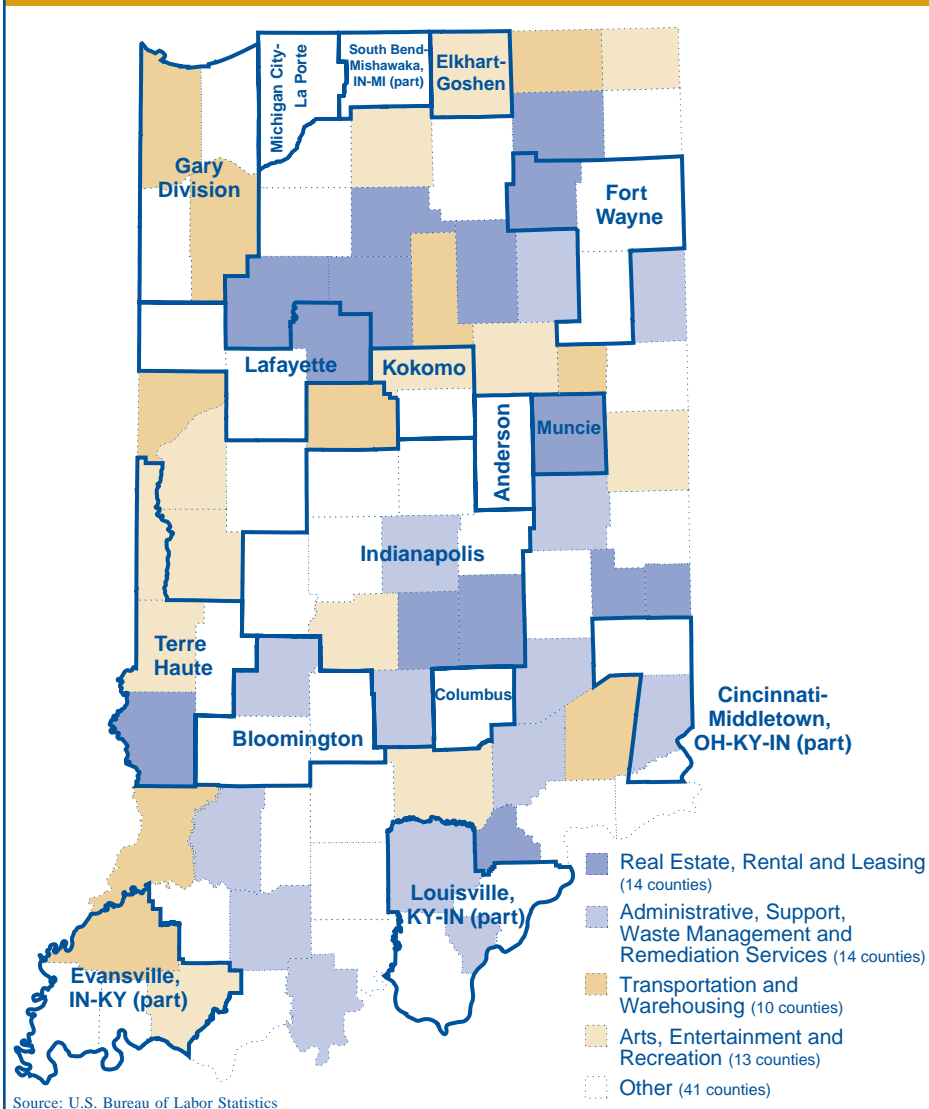 Michigan City-
La Porte
South Bend-
Mishawaka,
IN-MI (part)
Elkhart-
Goshen
Gary
Division
Fort
Wayne
Lafayette
Kokomo
Anderson
Muncie
Indianapolis
Terre
Haute
Columbus
Bloomington
Cincinnati-
Middletown,
OH-KY-IN (part)
Louisville,
KY-IN (part)
Evansville,
IN-KY (part)
Real Estate, Rental and Leasing
(14 counties)
Administrative, Support,
Waste Management and
Remediation Services (14 counties)
Transportation and
Warehousing (10 counties)
Arts, Entertainment and
Recreation (13 counties)
Other (41 counties)
Source: U.S. Bureau of Labor Statistics